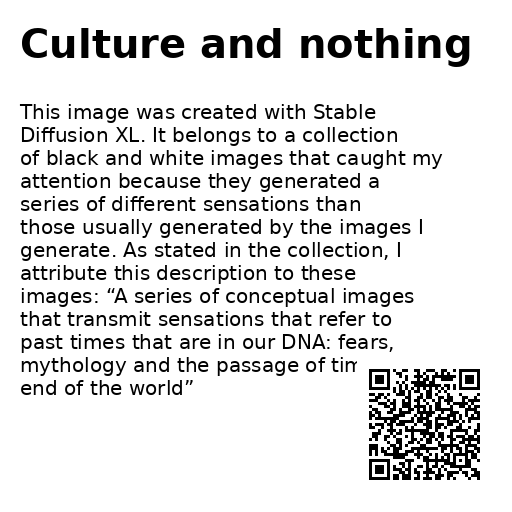 Culture and nothing
This image was created with Stable
Diffusion XL. It belongs to a collection
of black and white images that caught my
attention because they generated a
series of different sensations than
those usually generated by the images I
generate. As stated in the collection, I
attribute this description to these
images: “A series of conceptual images
that transmit sensations that refer to
past times that are in our DNA: fears,
mythology and the passage of
end of the world”